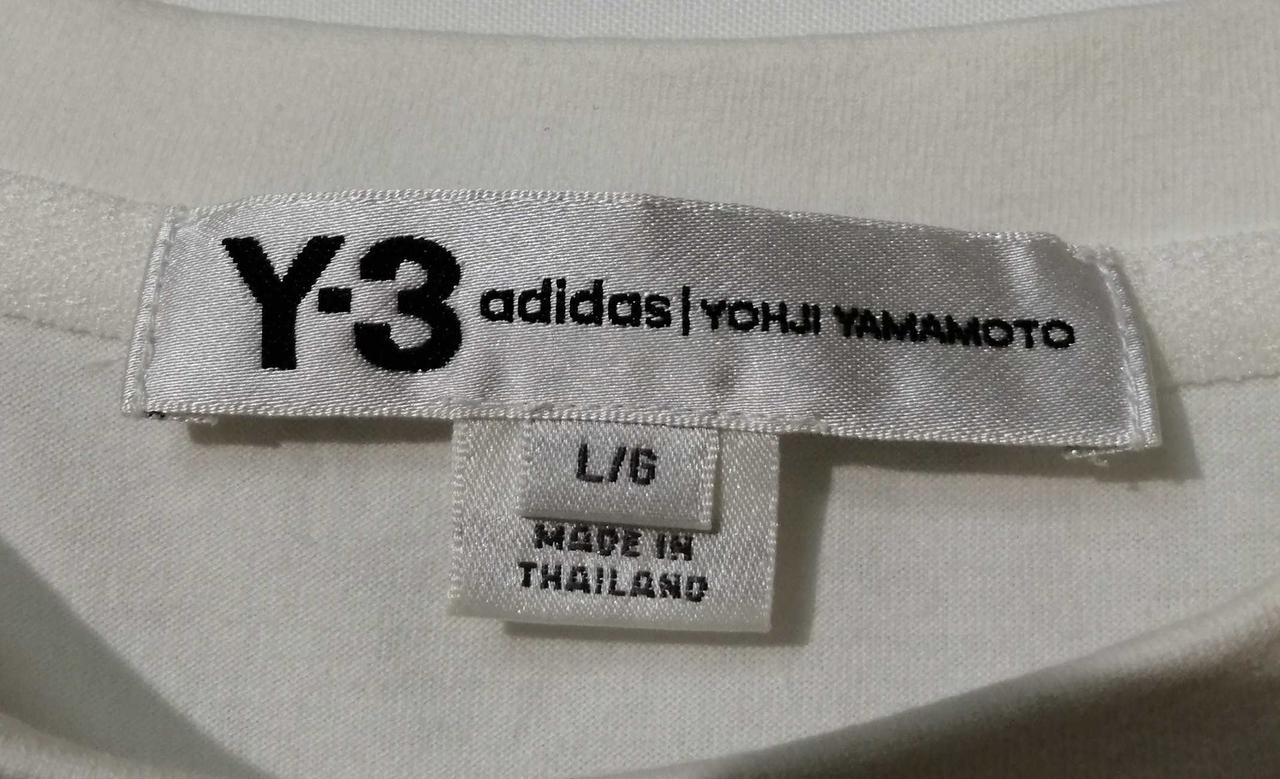 Y-3 adidas | YOHJI YAMAMOTO
L/G
MADE IN
THAILAND